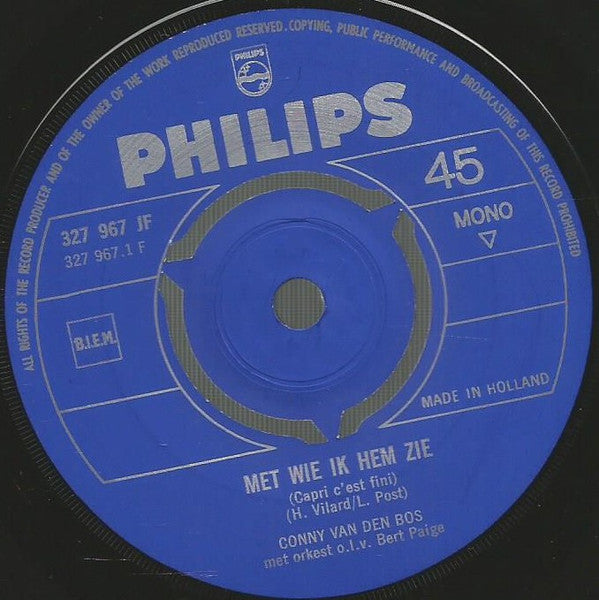 ALL RIGHTS OF THE RECORD PRODUCER AND OF THE OWNER OF THE WORK REPRODUCED RESERVED. COPYING, PUBLIC PERFORMANCE AND BROADCASTING OF THIS RECORD PROHIBITED
PHILIPS
PHILIPS
45
327 967 JF
MONO
327 967.1 F
B.I.E.M.
MADE IN HOLLAND
MET WIE IK HEM ZIE
(Capri c'est fini)
(H. Vilard/L. Post)
CONNY VAN DEN BOS
met orkest o.l.v. Bert Paige